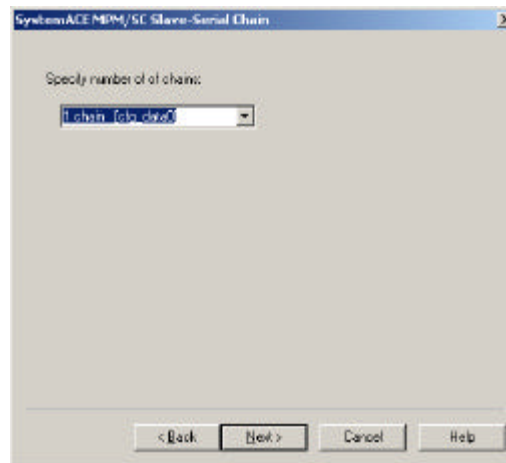 SystemACE MPM/SC Slave-Serial Chain
Specify number of of chains:
1 chain (cfg_data0)
< Back Next > Cancel Help